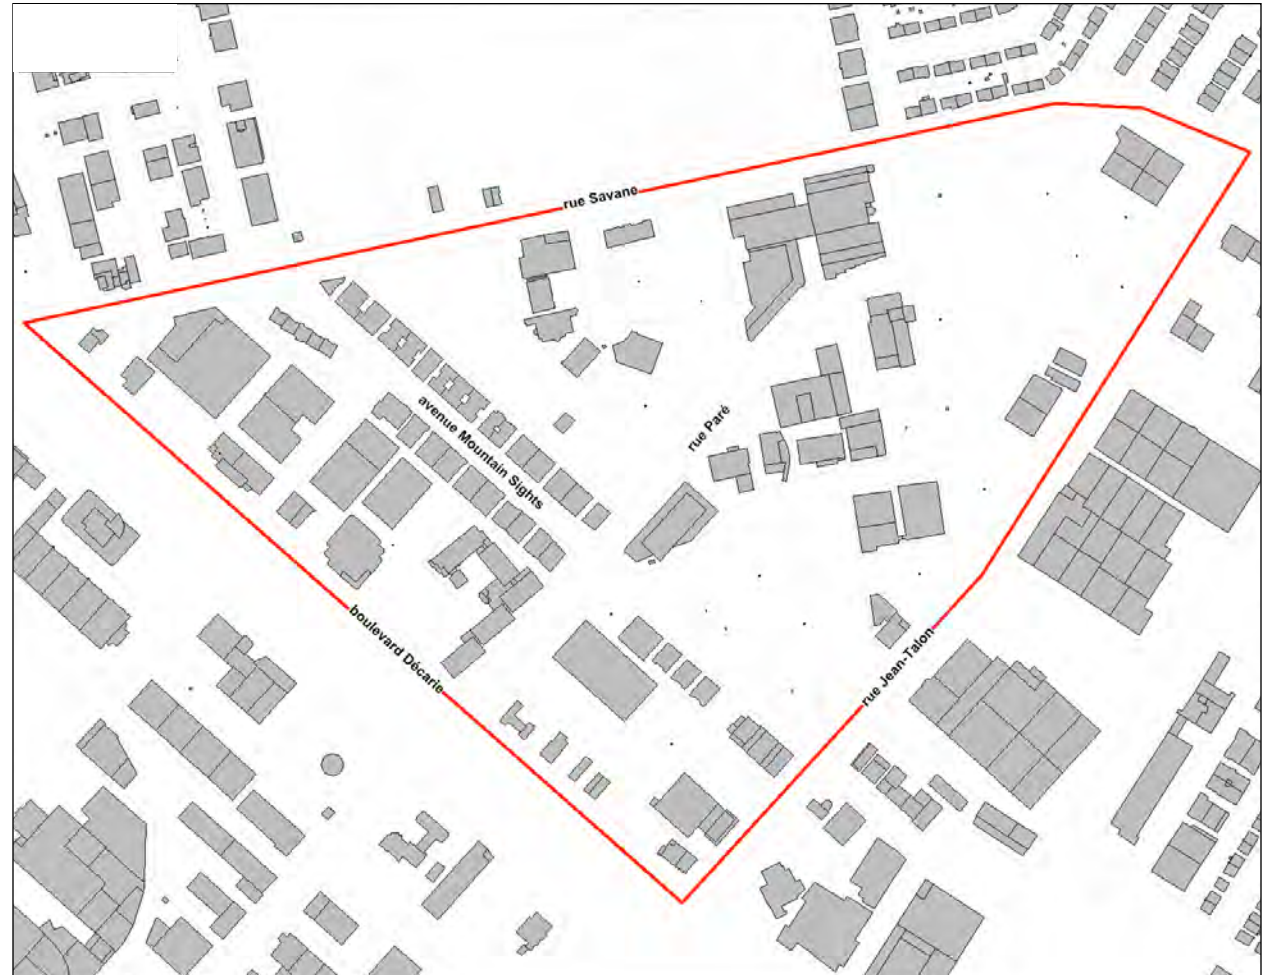 rue Savane
avenue Mountain Sights
rue Paré
boulevard Décarie
rue Jean-Talon